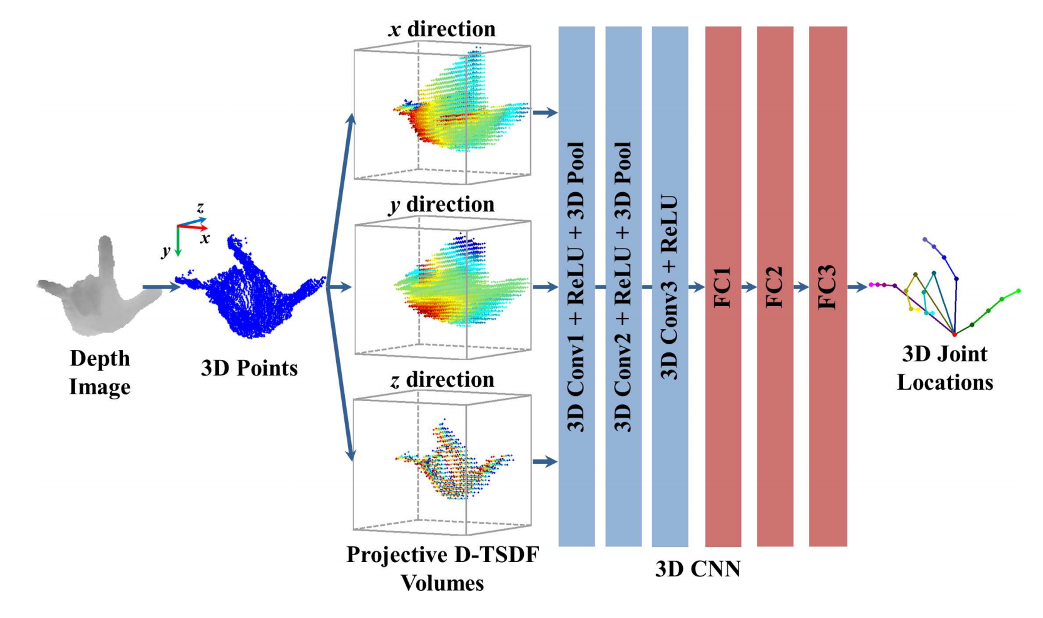 x direction
y direction
z direction
z
x
y
Depth
Image
3D Points
Projective D-TSDF
Volumes
3D Conv1 + ReLU + 3D Pool
3D Conv2 + ReLU + 3D Pool
3D Conv3 + ReLU
FC1
FC2
FC3
3D CNN
3D Joint
Locations